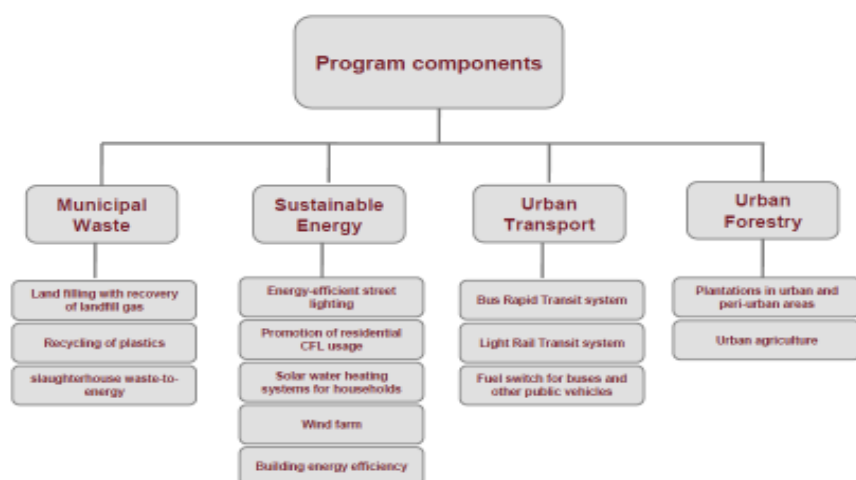 Program components
Municipal
Waste
Land filling with recovery
of landfill gas
Recycling of plastics
slaughterhouse waste-to-
energy
Sustainable
Energy
Energy-efficient street
lighting
Promotion of residential
CFL usage
Solar water heating
systems for households
Wind farm
Building energy efficiency
Urban
Transport
Bus Rapid Transit system
Light Rail Transit system
Fuel switch for buses and
other public vehicles
Urban
Forestry
Plantations in urban and
peri-urban areas
Urban agriculture